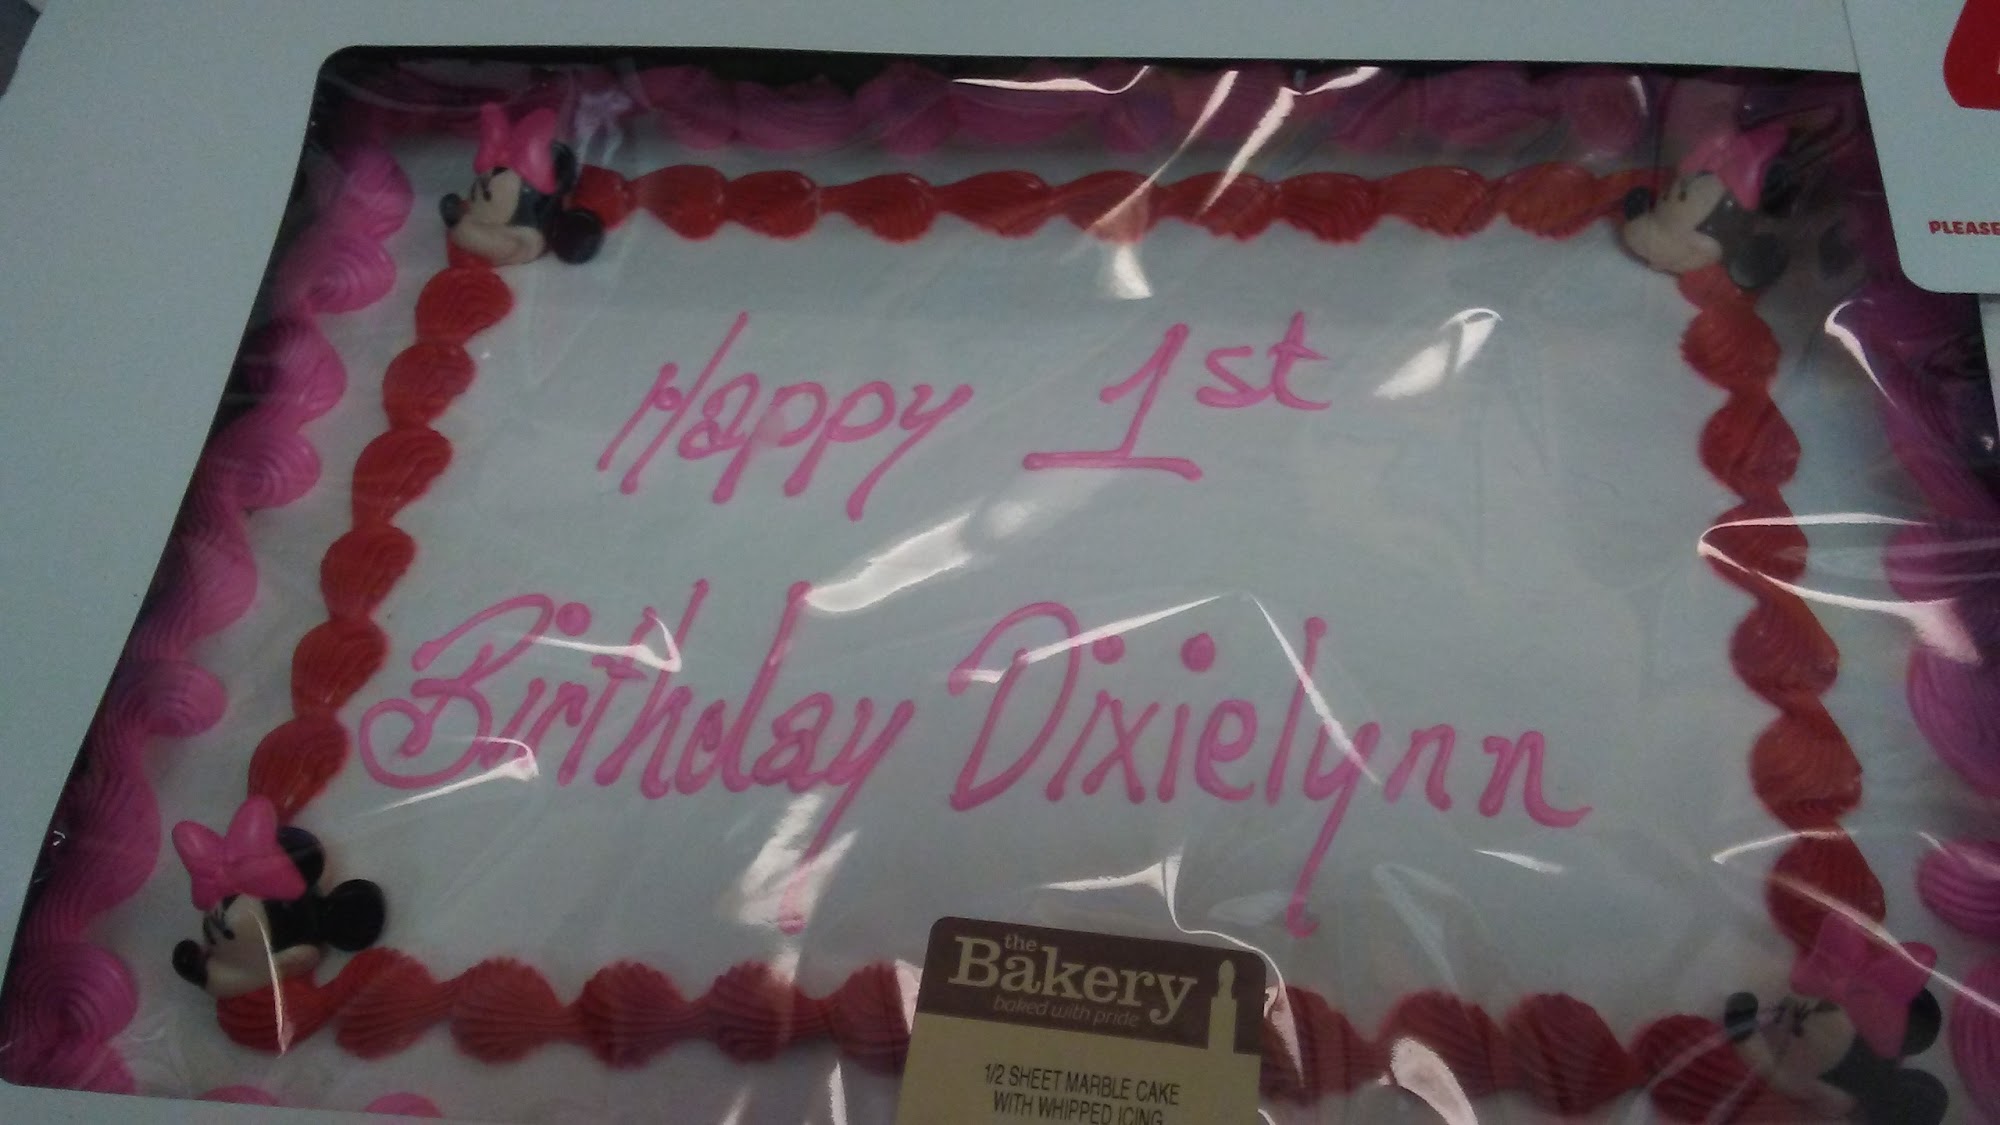 Happy 1st
Birthday Dixielynn
the
Bakery
baked with pride
1/2 SHEET MARBLE CAKE
WITH WHIPPED ICING
PLEASE